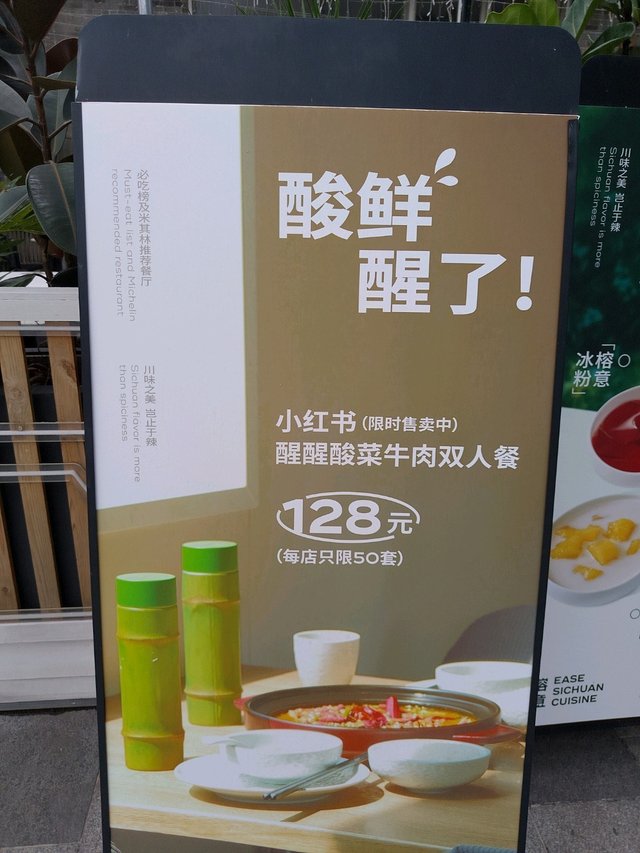 必吃榜及米其林推荐餐厅
Must-eat list and Michelin
recommended restaurant
川味之美 岂止于辣
Sichuan flavor is more
than spiciness
酸鲜
醒了!
小红书(限时售卖中)
醒醒酸菜牛肉双人餐
128元
(每店只限50套)
川味之美 岂止于辣
Sichuan flavor is more
than spiciness
「榕意
冰粉」
榕意
EASE
SICHUAN
CUISINE